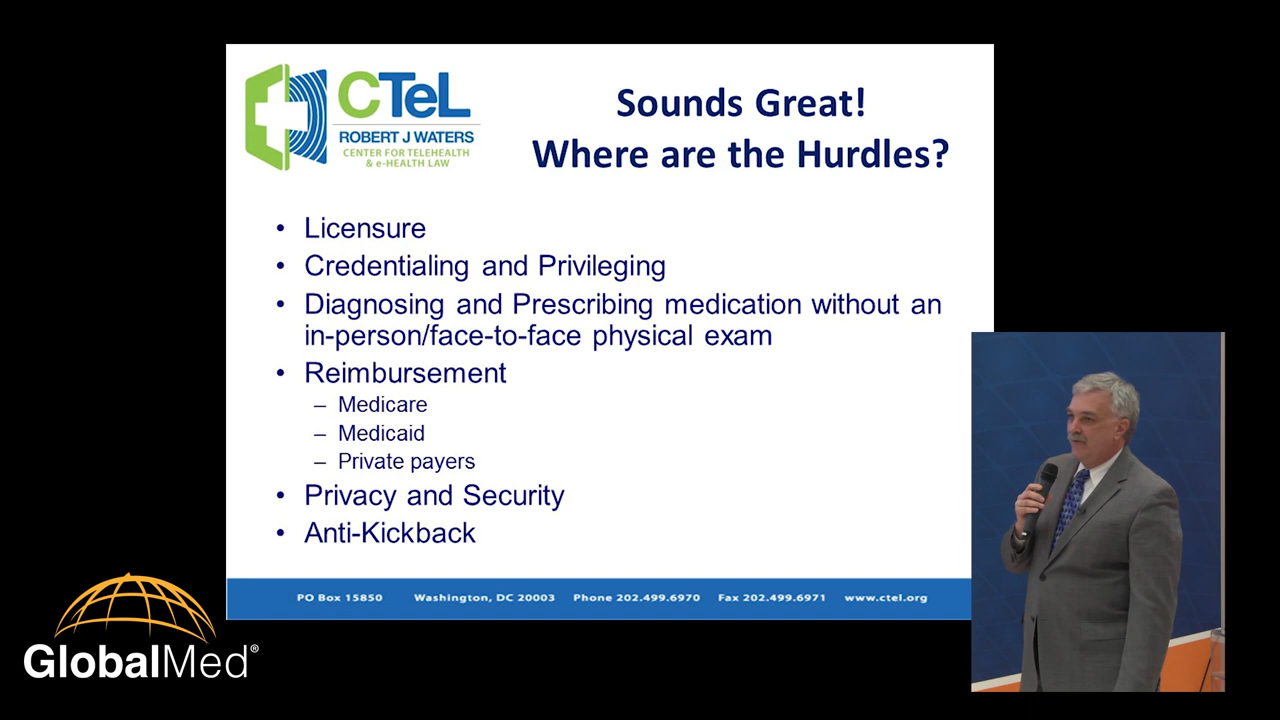 CTeL
ROBERT J WATERS
CENTER FOR TELEHEALTH
& e-HEALTH LAW
Sounds Great!
Where are the Hurdles?
• Licensure
• Credentialing and Privileging
• Diagnosing and Prescribing medication without an
in-person/face-to-face physical exam
• Reimbursement
– Medicare
– Medicaid
– Private payers
• Privacy and Security
• Anti-Kickback
PO Box 15850 Washington, DC 20003 Phone 202.499.6970 Fax 202.499.6971 www.ctel.org
GlobalMed®